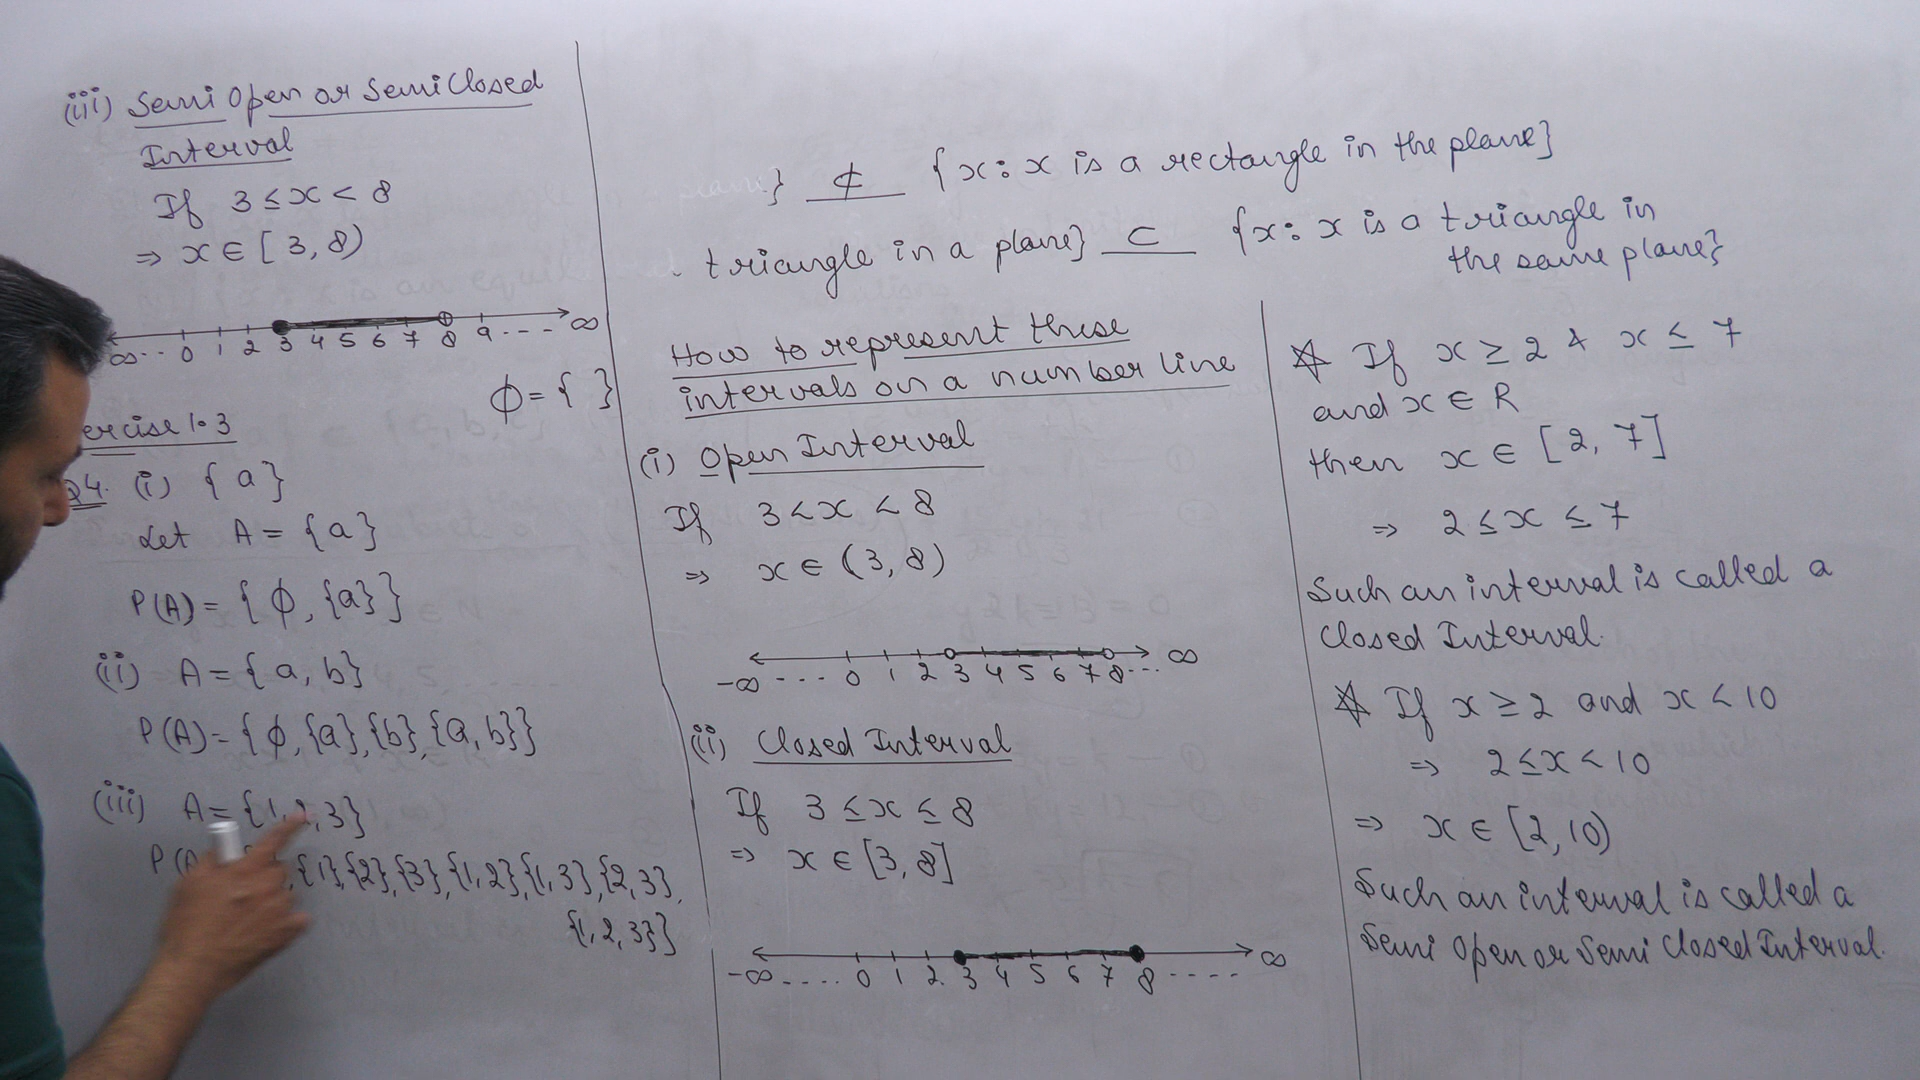 (iii) Semi Open or Semi Closed
Interval
If 3 ≤ x < 8
⇒ x ∈ [3, 8)
∞ .. 0 1 2 3 4 5 6 7 8 9 .... ∞
ϕ = { }
ercise 1.3
Q4. (i) {a}
Let A = {a}
P(A) = {ϕ, {a}}
(ii) A = {a, b}
P(A) = {ϕ, {a}, {b}, {a, b}}
(iii) A = {1, 2, 3}
P(A , {1} {2}, {3}, {1, 2}, {1, 3}, {2, 3},
{1, 2, 3}}
} ⊄ {x : x is a rectangle in the plane}
triangle in a plane} ⊂ {x : x is a triangle in
the same plane}
How to represent these
intervals on a number line
(i) Open Interval
If 3 < x < 8
⇒ x ∈ (3, 8)
-∞ .... 0 1 2 3 4 5 6 7 8 ... ∞
(ii) Closed Interval
If 3 ≤ x ≤ 8
⇒ x ∈ [3, 8]
-∞ ..... 0 1 2 3 4 5 6 7 8 ..... ∞
☆ If x ≥ 2 & x ≤ 7
and x ∈ R
then x ∈ [2, 7]
⇒ 2 ≤ x ≤ 7
Such an interval is called a
Closed Interval.
☆ If x ≥ 2 and x < 10
⇒ 2 ≤ x < 10
⇒ x ∈ [2, 10)
Such an interval is called a
Semi Open or Semi Closed Interval.